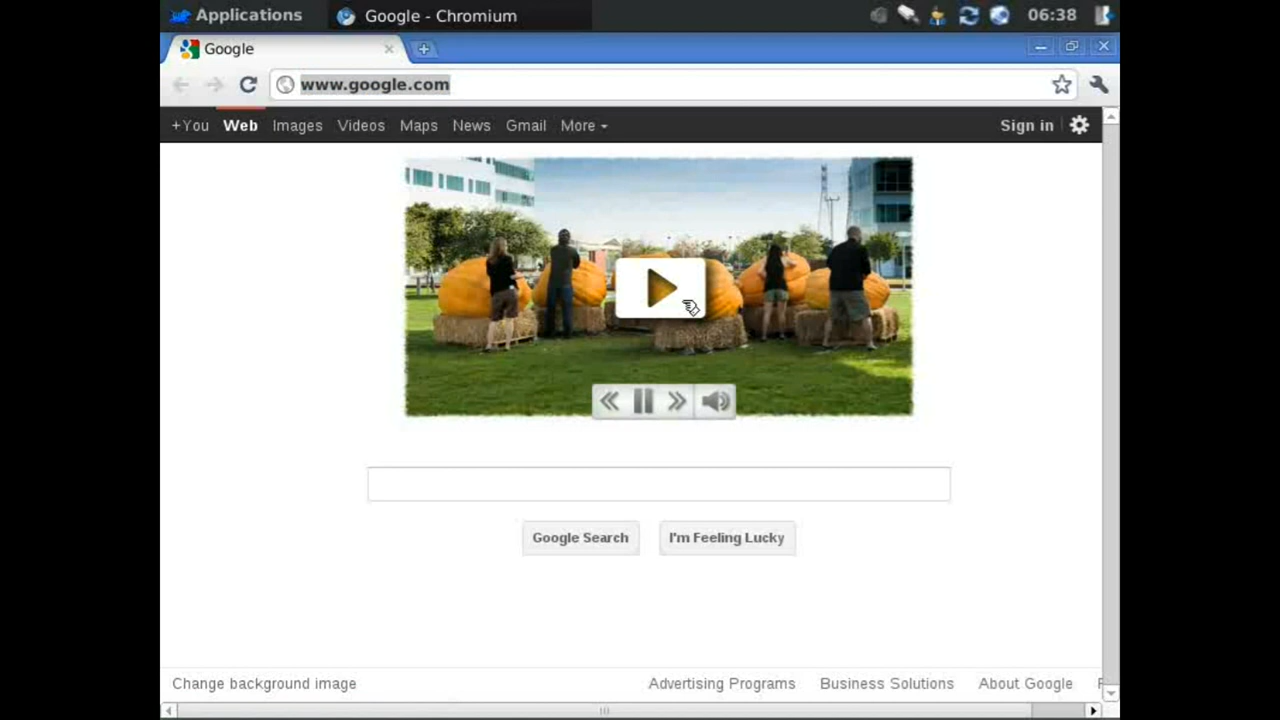 Applications Google - Chromium 06:38
Google
www.google.com
+You Web Images Videos Maps News Gmail More Sign in
Google Search I'm Feeling Lucky
Change background image Advertising Programs Business Solutions About Google